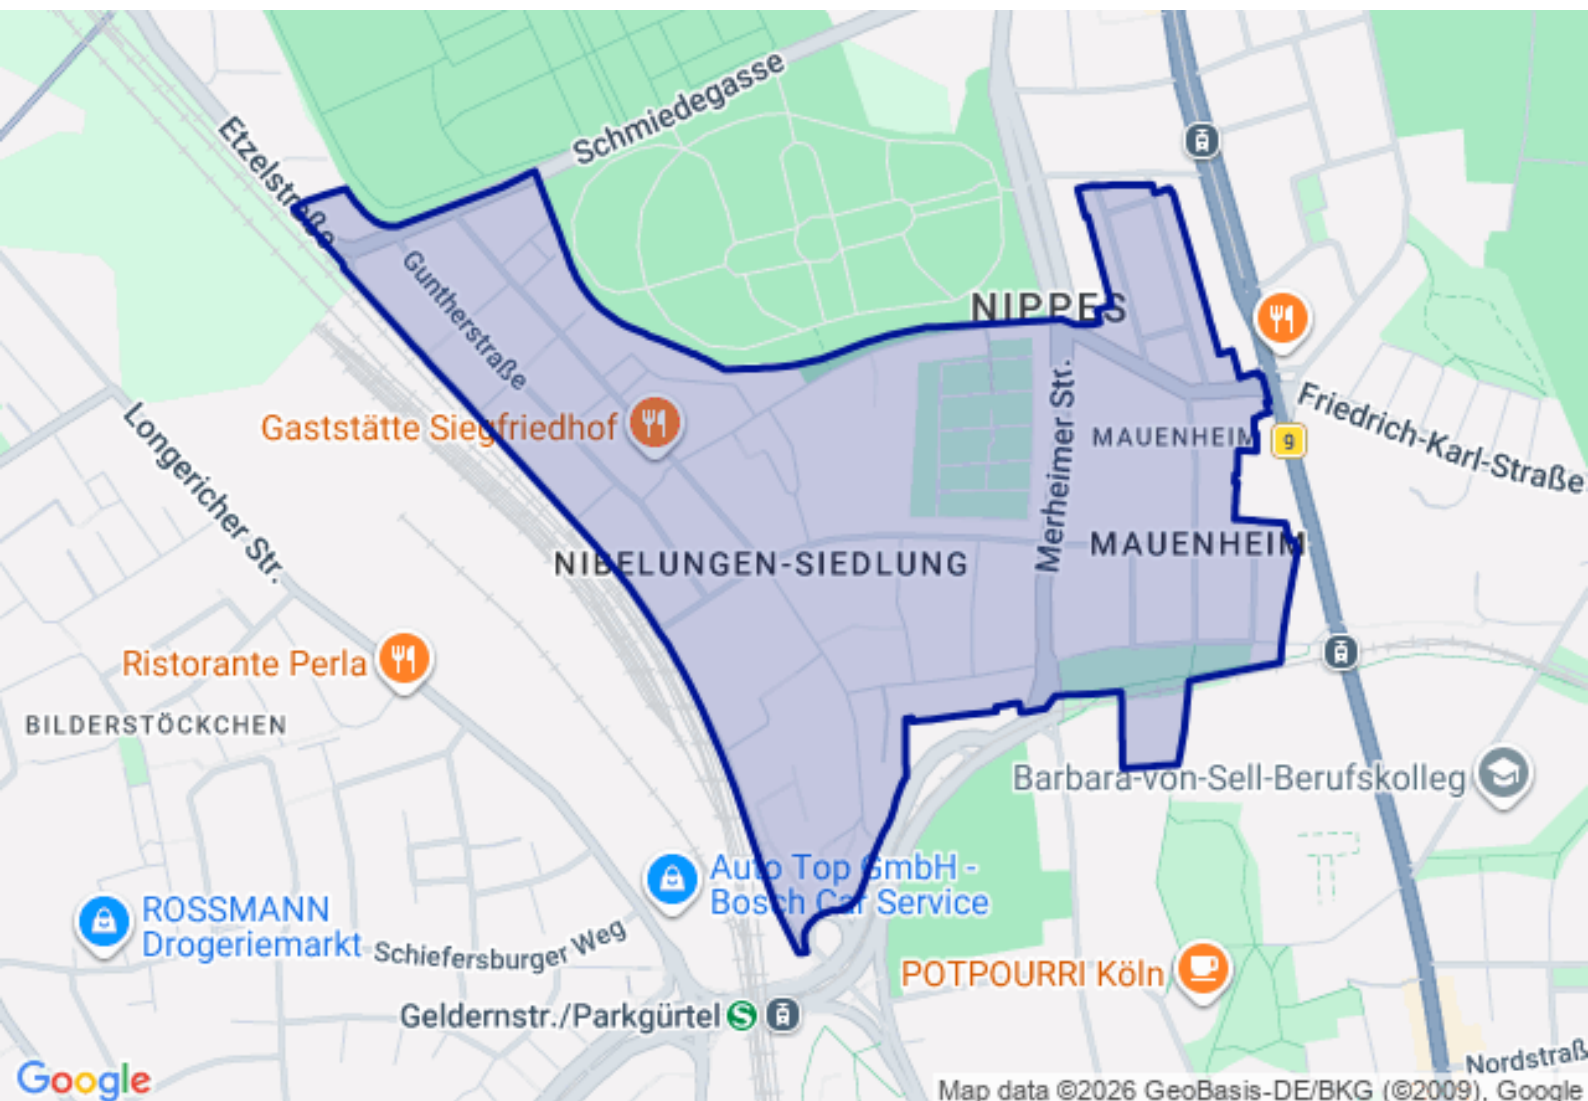 Schmiedegasse
Etzelstraße
Guntherstraße
NIPPES
Merheimer Str.
Friedrich-Karl-Straße
Gaststätte Siegfriedhof
MAUENHEIM
9
Longericher Str.
MAUENHEIM
NIBELUNGEN-SIEDLUNG
Ristorante Perla
BILDERSTÖCKCHEN
Barbara-von-Sell-Berufskolleg
Auto Top GmbH -
Bosch Car Service
ROSSMANN
Drogeriemarkt
Schiefersburger Weg
POTPOURRI Köln
Geldernstr./Parkgürtel
S
Nordstraß
Google
Map data ©2026 GeoBasis-DE/BKG (©2009), Google